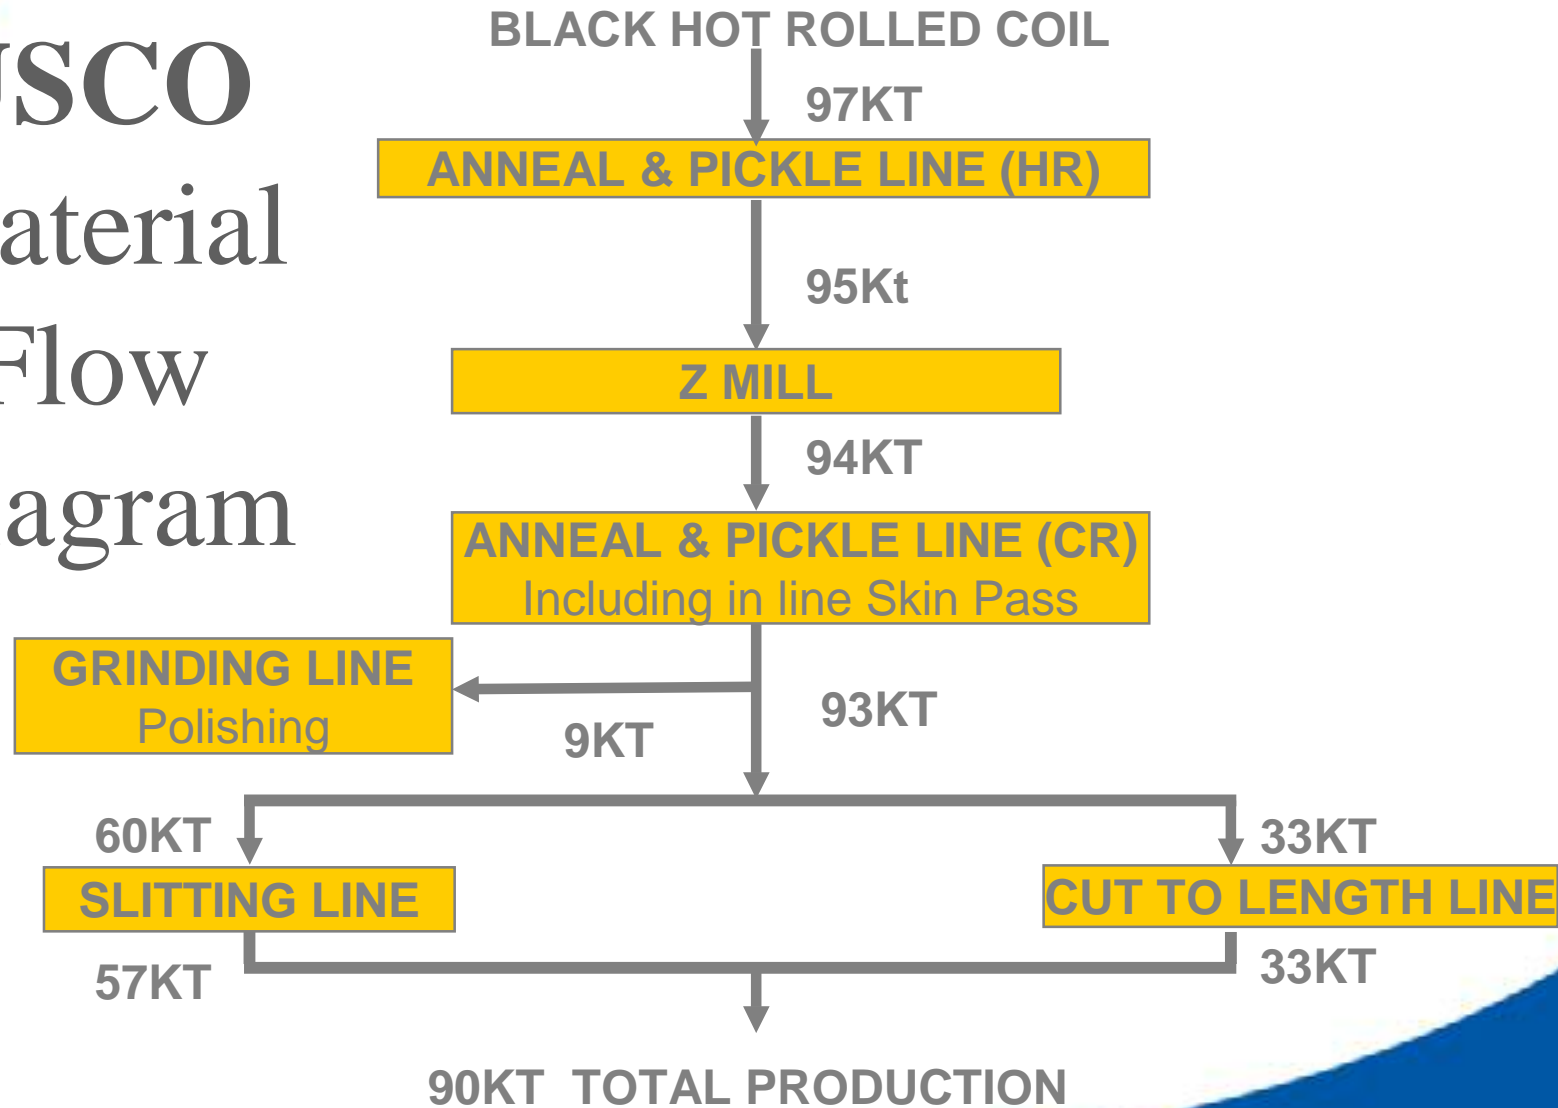 USCO
aterial
Flow
agram
BLACK HOT ROLLED COIL
97KT
ANNEAL & PICKLE LINE (HR)
95Kt
Z MILL
94KT
ANNEAL & PICKLE LINE (CR)
Including in line Skin Pass
GRINDING LINE
Polishing
9KT
93KT
60KT
33KT
SLITTING LINE
CUT TO LENGTH LINE
57KT
33KT
90KT TOTAL PRODUCTION